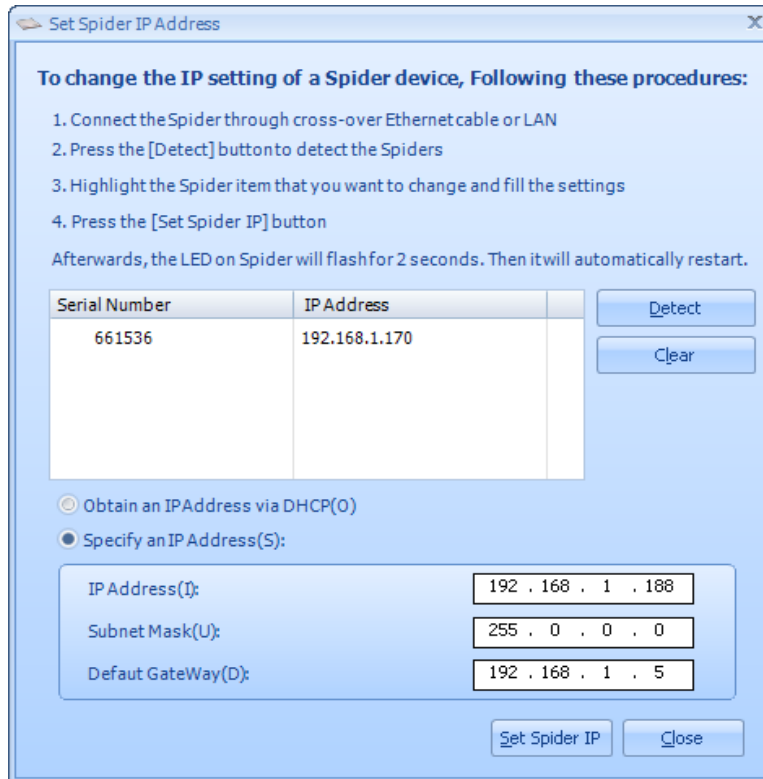 Set Spider IP Address
To change the IP setting of a Spider device, Following these procedures:
1. Connect the Spider through cross-over Ethernet cable or LAN
2. Press the [Detect] button to detect the Spiders
3. Highlight the Spider item that you want to change and fill the settings
4. Press the [Set Spider IP] button
Afterwards, the LED on Spider will flash for 2 seconds. Then it will automatically restart.
Serial Number IP Address
661536 192.168.1.170
Detect
Clear
Obtain an IP Address via DHCP(O)
Specify an IP Address(S):
IP Address(I): 192 . 168 . 1 . 188
Subnet Mask(U): 255 . 0 . 0 . 0
Defaut GateWay(D): 192 . 168 . 1 . 5
Set Spider IP Close